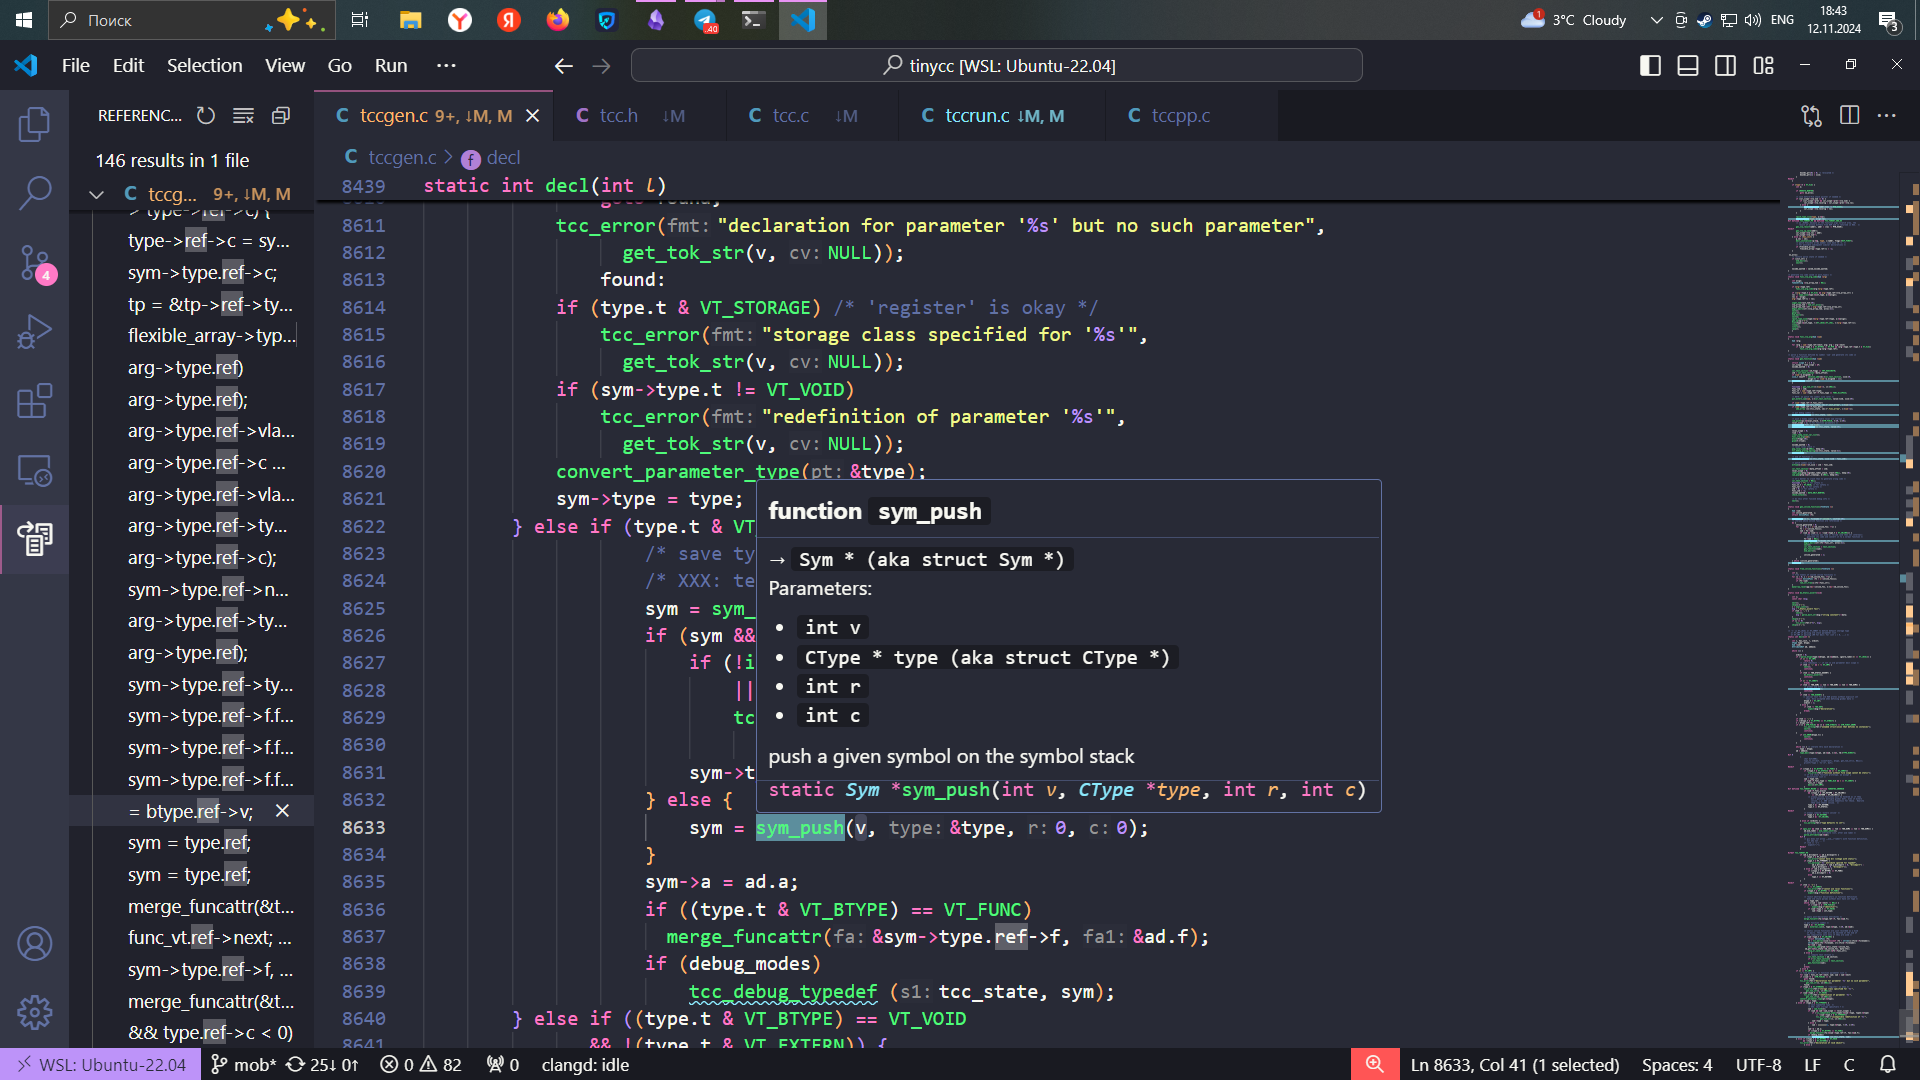 Поиск
.40
1
3°C Cloudy
ENG
18:43
12.11.2024
3
File Edit Selection View Go Run ···
tinycc [WSL: Ubuntu-22.04]
REFERENC...
C tccgen.c 9+, ↓M, M
C tcc.h ↓M
C tcc.c ↓M
C tccrun.c ↓M, M
C tccpp.c
146 results in 1 file
C tccg... 9+, ↓M, M
type->ref->c = sy...
sym->type.ref->c;
tp = &tp->ref->ty...
flexible_array->typ...
arg->type.ref)
arg->type.ref);
arg->type.ref->vla...
arg->type.ref->c ...
arg->type.ref->vla...
arg->type.ref->ty...
arg->type.ref->c);
sym->type.ref->n...
arg->type.ref->ty...
arg->type.ref);
sym->type.ref->ty...
sym->type.ref->f.f...
sym->type.ref->f.f...
sym->type.ref->f.f...
= btype.ref->v;
sym = type.ref;
sym = type.ref;
merge_funcattr(&t...
func_vt.ref->next; ...
sym->type.ref->f, ...
merge_funcattr(&t...
&& type.ref->c < 0)
4
C tccgen.c > f decl
8439 static int decl(int l)
8611 tcc_error(fmt: "declaration for parameter '%s' but no such parameter",
8612 get_tok_str(v, cv: NULL));
8613 found:
8614 if (type.t & VT_STORAGE) /* 'register' is okay */
8615 tcc_error(fmt: "storage class specified for '%s'",
8616 get_tok_str(v, cv: NULL));
8617 if (sym->type.t != VT_VOID)
8618 tcc_error(fmt: "redefinition of parameter '%s'",
8619 get_tok_str(v, cv: NULL));
8620 convert_parameter_type(pt: &type);
8621 sym->type = type;
8622 } else if (type.t & VT
8623 /* save ty
8624 /* XXX: te
8625 sym = sym_
8626 if (sym &&
8627 if (!i
8628 ||
8629 tc
8630
8631 sym->t
8632 } else {
8633 sym = sym_push(v, type: &type, r: 0, c: 0);
8634 }
8635 sym->a = ad.a;
8636 if ((type.t & VT_BTYPE) == VT_FUNC)
8637 merge_funcattr(fa: &sym->type.ref->f, fa1: &ad.f);
8638 if (debug_modes)
8639 tcc_debug_typedef (s1: tcc_state, sym);
8640 } else if ((type.t & VT_BTYPE) == VT_VOID
8641 && !(type.t & VT_EXTERN)) {
function sym_push
→ Sym * (aka struct Sym *)
Parameters:
• int v
• CType * type (aka struct CType *)
• int r
• int c
push a given symbol on the symbol stack
static Sym *sym_push(int v, CType *type, int r, int c)
WSL: Ubuntu-22.04 mob* 25↓ 0↑ 0 82 0 clangd: idle
Ln 8633, Col 41 (1 selected) Spaces: 4 UTF-8 LF C